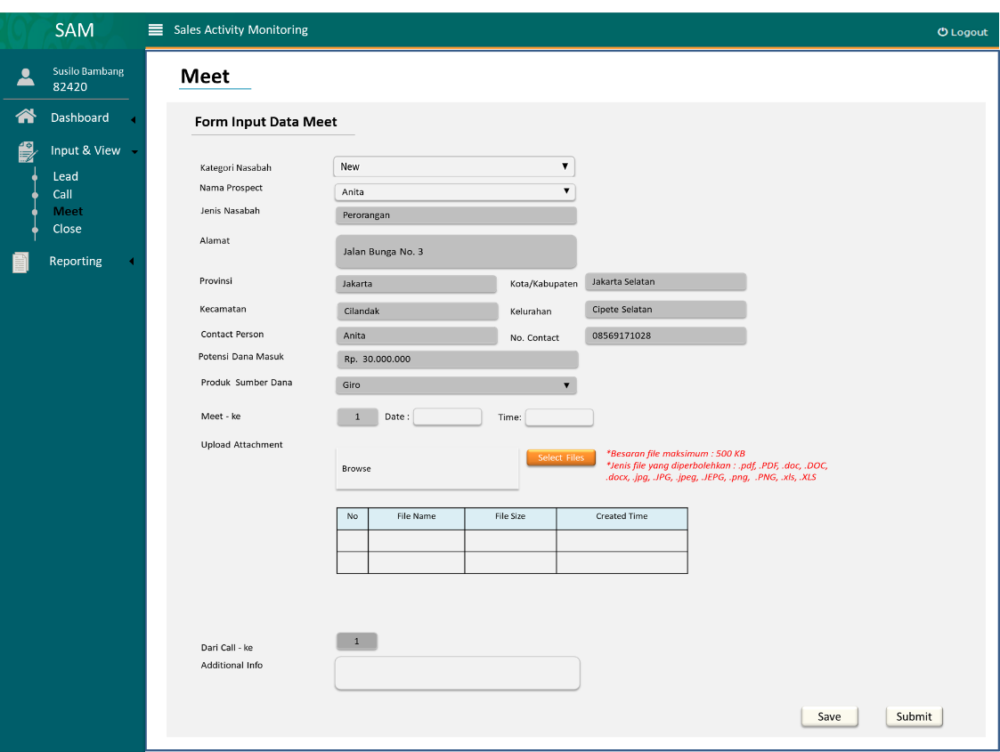 SAM
Sales Activity Monitoring
Logout
Susilo Bambang
82420
Dashboard
Input & View
Lead
Call
Meet
Close
Reporting
Meet
Form Input Data Meet
Kategori Nasabah
New
Nama Prospect
Anita
Jenis Nasabah
Perorangan
Alamat
Jalan Bunga No. 3
Provinsi
Jakarta
Kota/Kabupaten
Jakarta Selatan
Kecamatan
Cilandak
Kelurahan
Cipete Selatan
Contact Person
Anita
No. Contact
08569171028
Potensi Dana Masuk
Rp. 30.000.000
Produk Sumber Dana
Giro
Meet - ke
1
Date :
Time:
Upload Attachment
Browse
Select Files
*Besaran file maksimum : 500 KB
*Jenis file yang diperbolehkan : .pdf, .PDF, .doc, .DOC,
.docx, .jpg, .JPG, .jpeg, .JEPG, .png, .PNG, .xls, .XLS
No File Name File Size Created Time
Dari Call - ke
1
Additional Info
Save
Submit